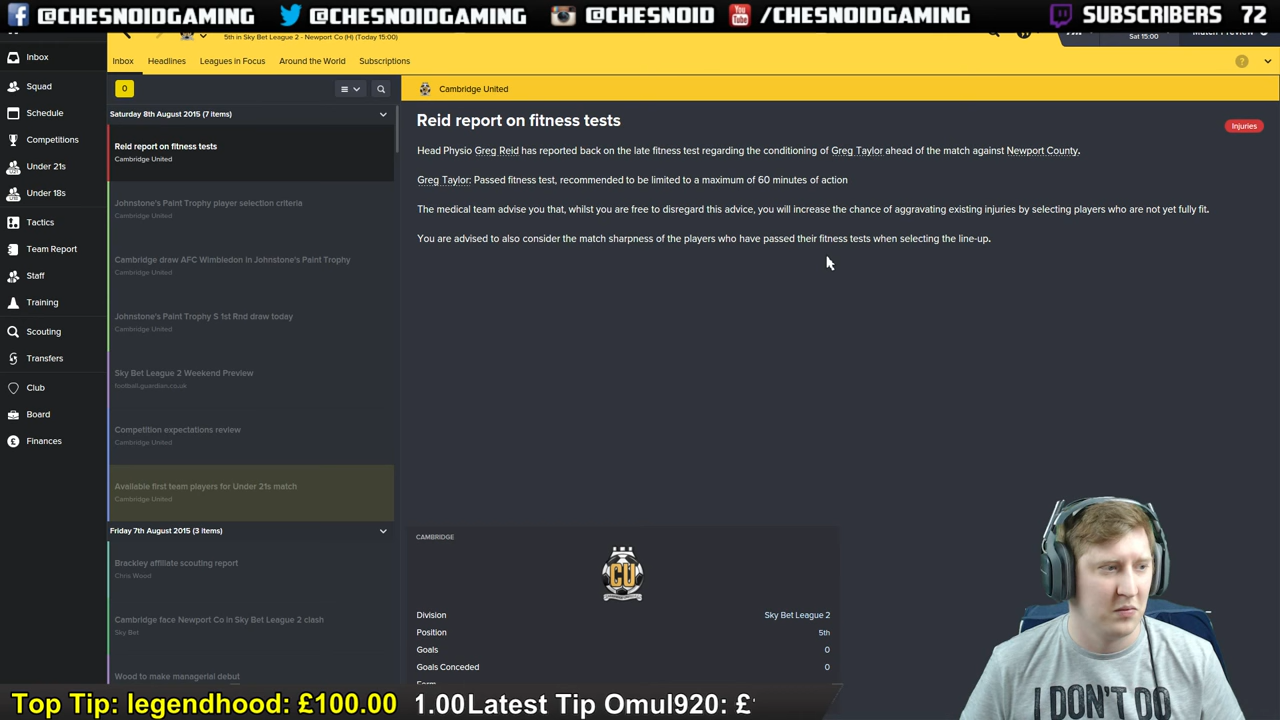 @CHESNOIDGAMING
@CHESNOIDGAMING
@CHESNOID
You Tube
/CHESNOIDGAMING
SUBSCRIBERS 72
5th in Sky Bet League 2 - Newport Co (H) (Today 15:00)
Sat 15:00
Match Preview
Inbox
Headlines
Leagues in Focus
Around the World
Subscriptions
?
Inbox
Squad
Schedule
Competitions
Under 21s
Under 18s
Tactics
Team Report
Staff
Training
Scouting
Transfers
Club
Board
Finances
0
Saturday 8th August 2015 (7 items)
Reid report on fitness tests
Cambridge United
Johnstone's Paint Trophy player selection criteria
Cambridge United
Cambridge draw AFC Wimbledon in Johnstone's Paint Trophy
Cambridge United
Johnstone's Paint Trophy S 1st Rnd draw today
Cambridge United
Sky Bet League 2 Weekend Preview
football.guardian.co.uk
Competition expectations review
Cambridge United
Available first team players for Under 21s match
Cambridge United
Friday 7th August 2015 (3 items)
Brackley affiliate scouting report
Chris Wood
Cambridge face Newport Co in Sky Bet League 2 clash
Sky Bet
Wood to make managerial debut
Cambridge United
Reid report on fitness tests
Injuries
Head Physio Greg Reid has reported back on the late fitness test regarding the conditioning of Greg Taylor ahead of the match against Newport County.
Greg Taylor: Passed fitness test, recommended to be limited to a maximum of 60 minutes of action
The medical team advise you that, whilst you are free to disregard this advice, you will increase the chance of aggravating existing injuries by selecting players who are not yet fully fit.
You are advised to also consider the match sharpness of the players who have passed their fitness tests when selecting the line-up.
CAMBRIDGE
CU
Division Sky Bet League 2
Position 5th
Goals 0
Goals Conceded 0
Form
I DON'T DO
Top Tip: legendhood: £100.00
1.00Latest Tip Omul920: £